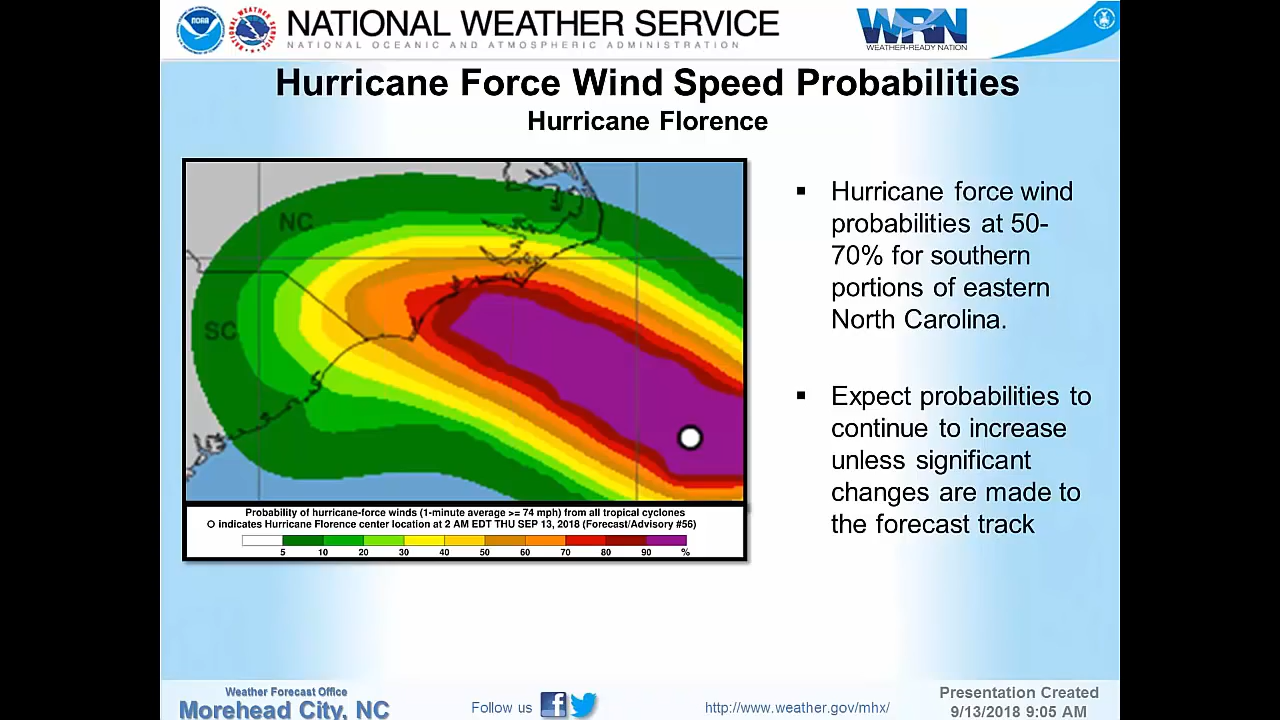 NOAA
NATIONAL WEATHER SERVICE
NATIONAL OCEANIC AND ATMOSPHERIC ADMINISTRATION
WRN
WEATHER-READY NATION
Hurricane Force Wind Speed Probabilities
Hurricane Florence
NC
SC
Probability of hurricane-force winds (1-minute average >= 74 mph) from all tropical cyclones
O indicates Hurricane Florence center location at 2 AM EDT THU SEP 13, 2018 (Forecast/Advisory #56)
5 10 20 30 40 50 60 70 80 90 %
▪ Hurricane force wind
probabilities at 50-
70% for southern
portions of eastern
North Carolina.
▪ Expect probabilities to
continue to increase
unless significant
changes are made to
the forecast track
Weather Forecast Office
Morehead City, NC
Follow us
http://www.weather.gov/mhx/
Presentation Created
9/13/2018 9:05 AM